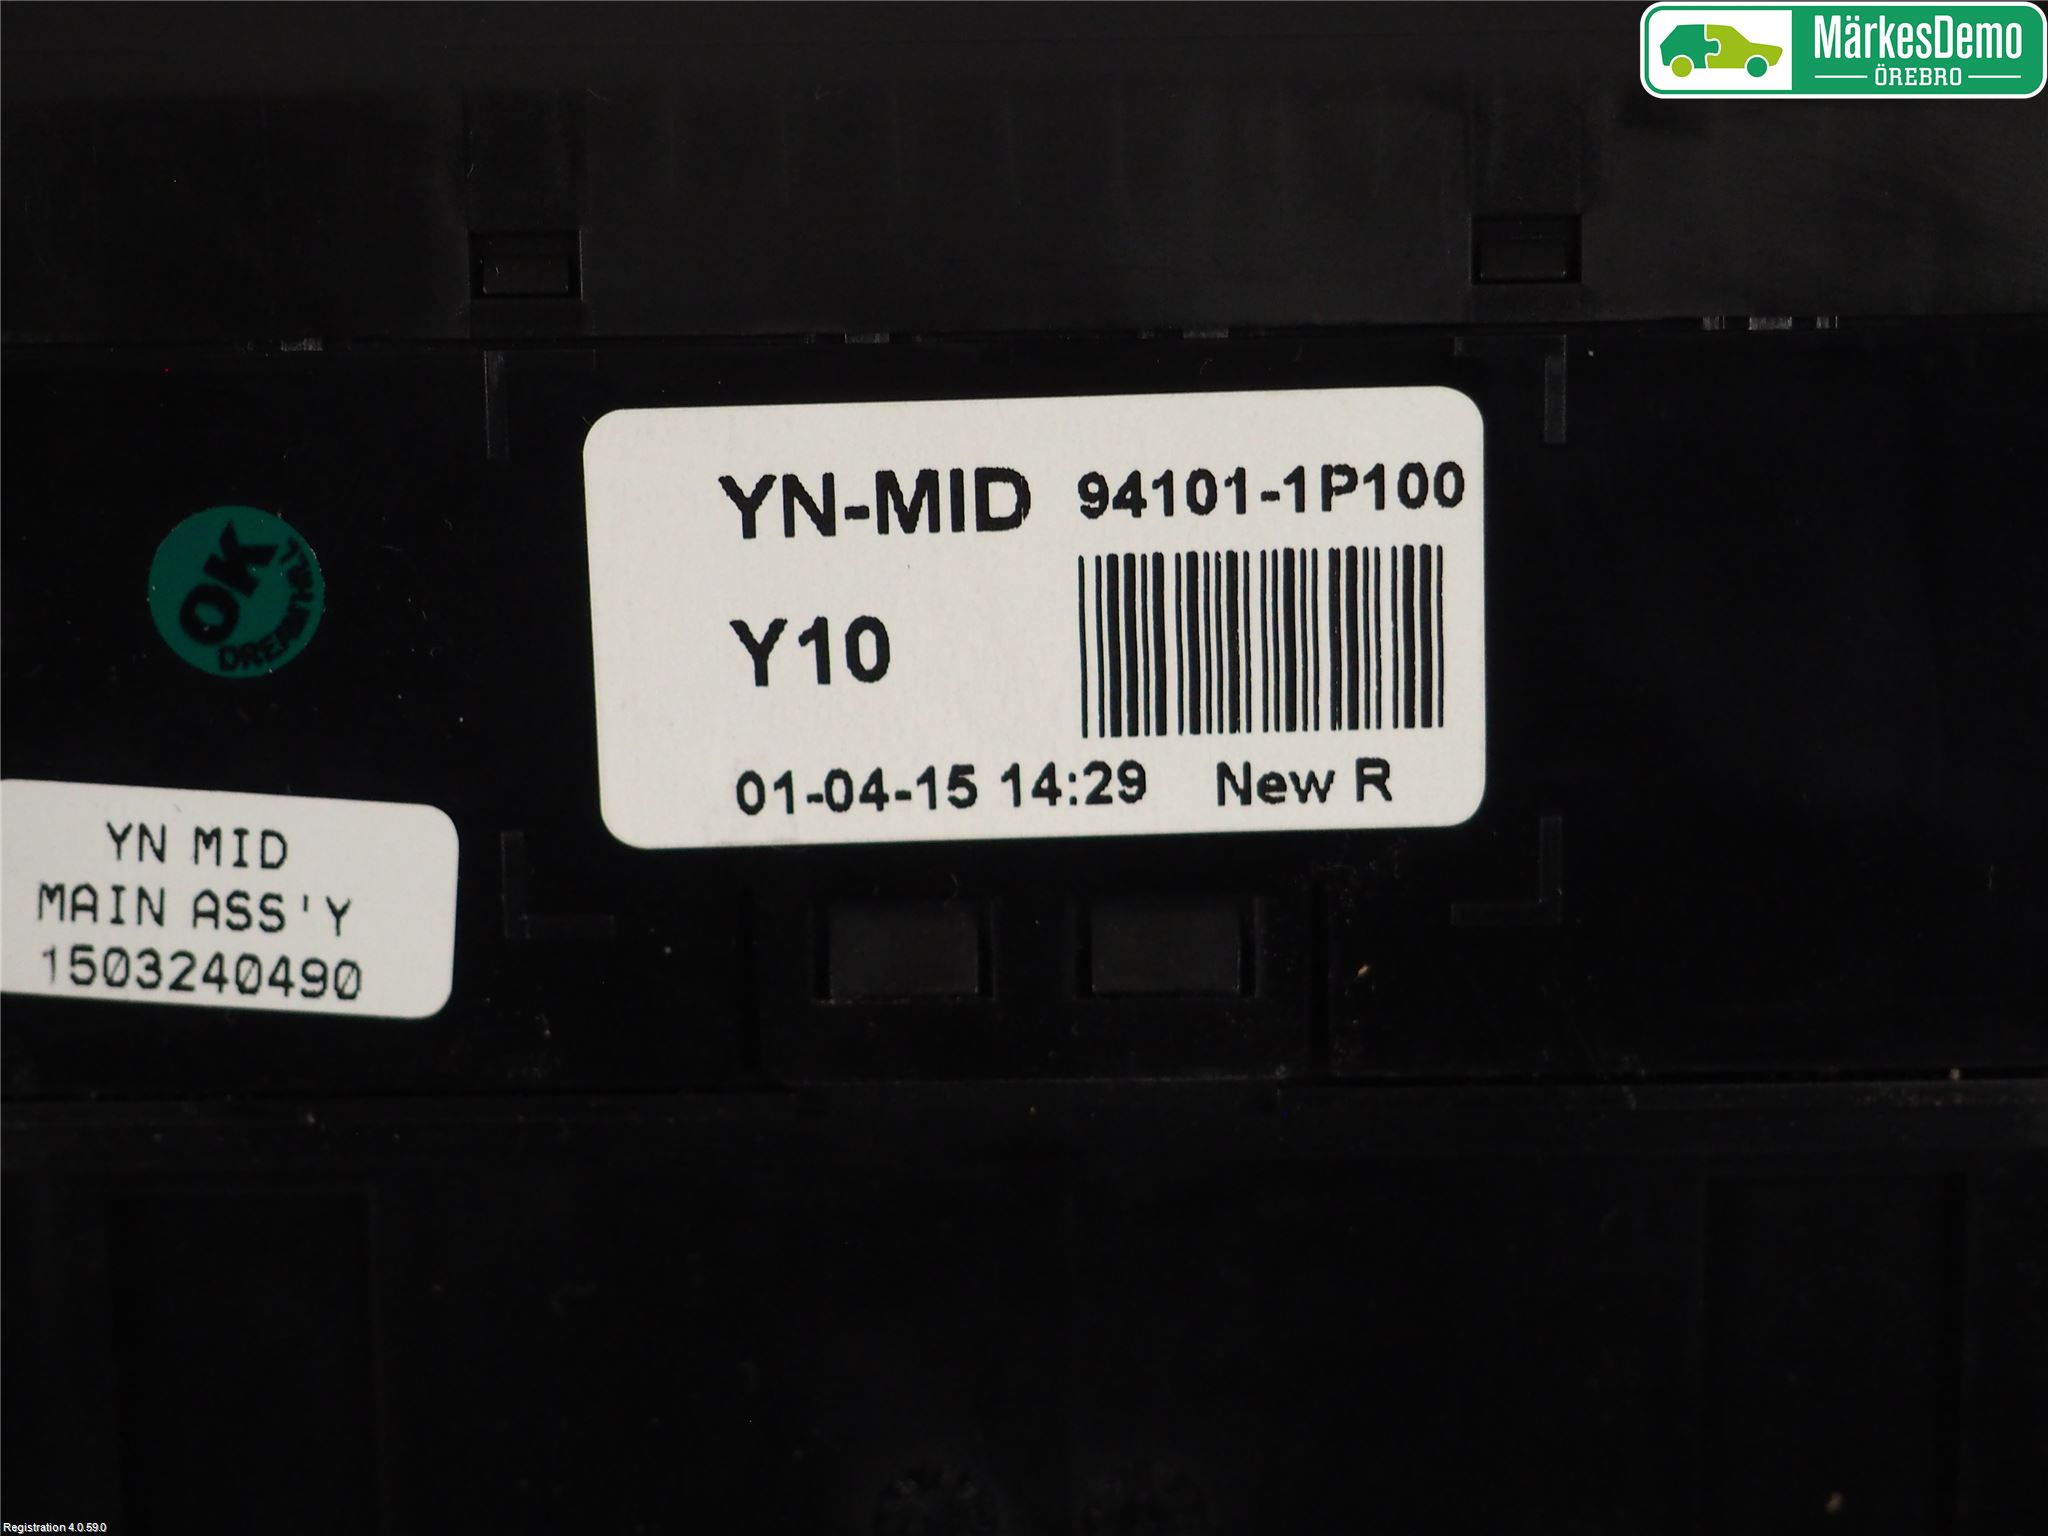 MärkesDemo
ÖREBRO
YN-MID 94101-1P100
Y10
01-04-15 14:29 New R
OK
YN MID
MAIN ASS'Y
1503240490
Registration 4.0.59.0